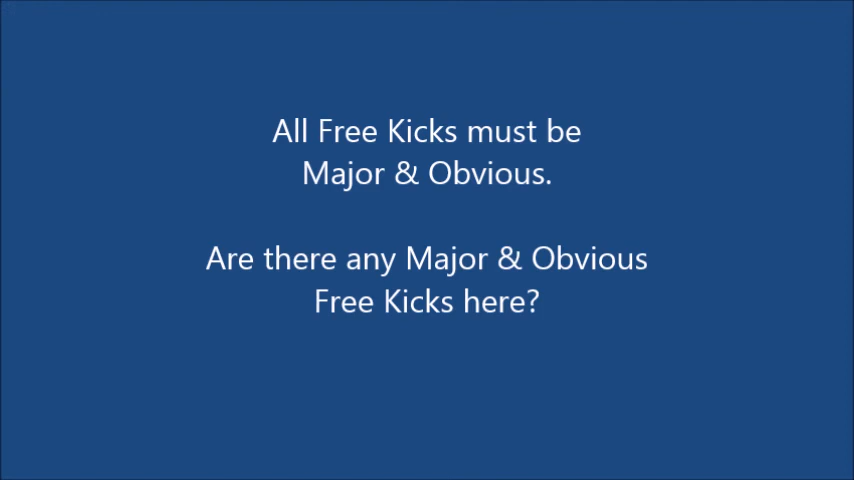 All Free Kicks must be
Major & Obvious.
Are there any Major & Obvious
Free Kicks here?